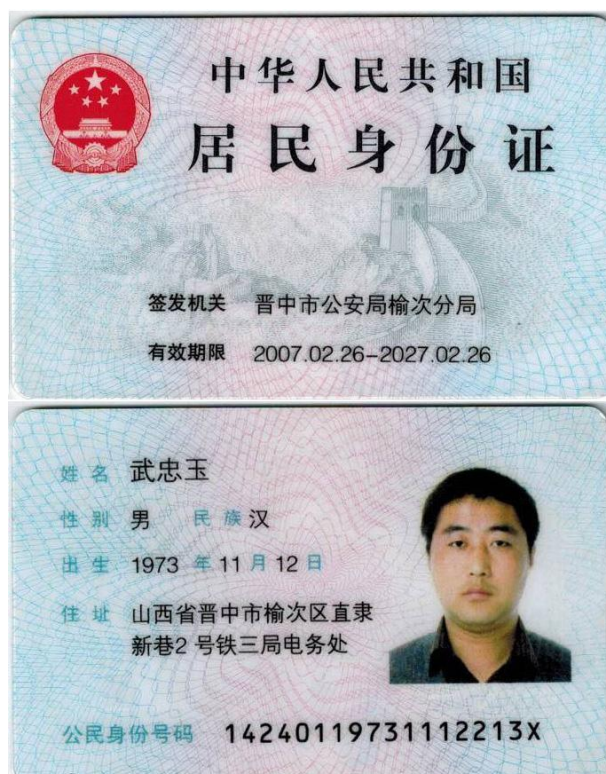 中华人民共和国
居民身份证
签发机关 晋中市公安局榆次分局
有效期限 2007.02.26-2027.02.26
姓名 武忠玉
性别 男 民族 汉
出生 1973 年 11 月 12 日
住址 山西省晋中市榆次区直隶
新巷2 号铁三局电务处
公民身份号码 14240119731112213X